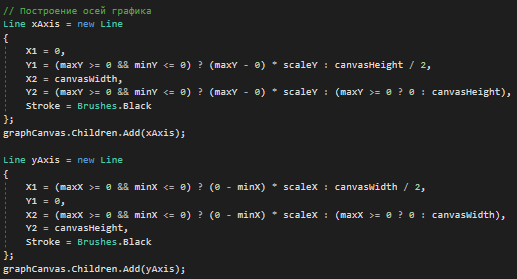 // Построение осей графика
Line xAxis = new Line
{
    X1 = 0,
    Y1 = (maxY >= 0 && minY <= 0) ? (maxY - 0) * scaleY : canvasHeight / 2,
    X2 = canvasWidth,
    Y2 = (maxY >= 0 && minY <= 0) ? (maxY - 0) * scaleY : (maxY >= 0 ? 0 : canvasHeight),
    Stroke = Brushes.Black
};
graphCanvas.Children.Add(xAxis);

Line yAxis = new Line
{
    X1 = (maxX >= 0 && minX <= 0) ? (0 - minX) * scaleX : canvasWidth / 2,
    Y1 = 0,
    X2 = (maxX >= 0 && minX <= 0) ? (0 - minX) * scaleX : (maxX >= 0 ? 0 : canvasWidth),
    Y2 = canvasHeight,
    Stroke = Brushes.Black
};
graphCanvas.Children.Add(yAxis);